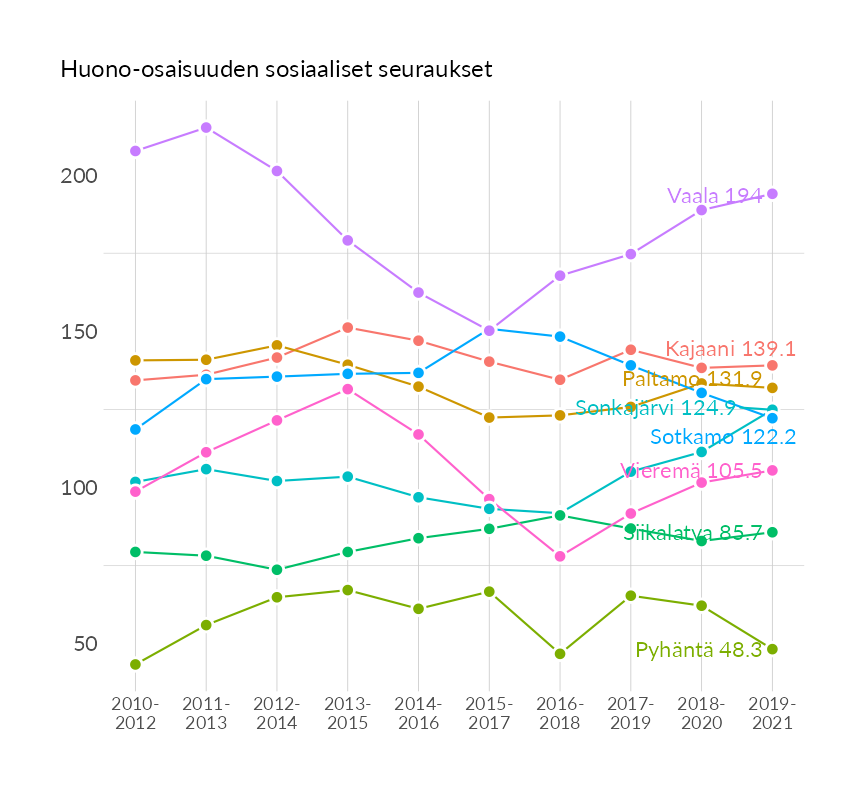 Huono-osaisuuden sosiaaliset seuraukset
200
Vaala 194
150
Kajaani 139.1
Paltamo 131.9
Sonkajärvi 124.9
Sotkamo 122.2
100
Vieremä 105.5
Siikalatva 85.7
50
Pyhäntä 48.3
2010-2012
2011-2013
2012-2014
2013-2015
2014-2016
2015-2017
2016-2018
2017-2019
2018-2020
2019-2021